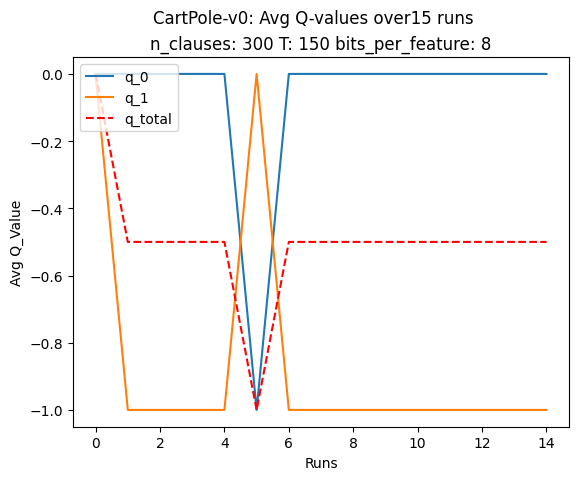 CartPole-v0: Avg Q-values over15 runs
n_clauses: 300 T: 150 bits_per_feature: 8
q_0
q_1
q_total
0.0
−0.2
−0.4
−0.6
−0.8
−1.0
Avg Q_Value
0 2 4 6 8 10 12 14
Runs